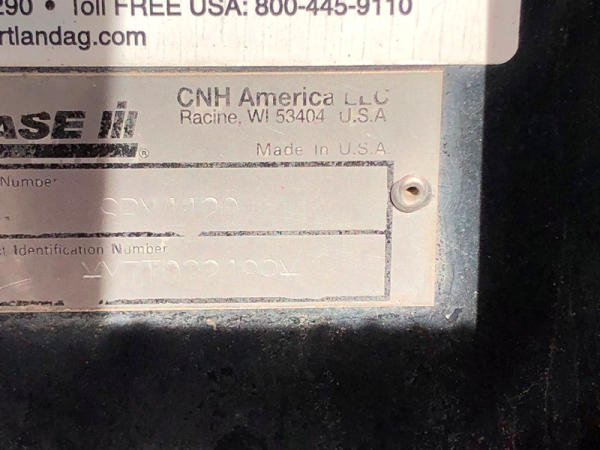 290 • Toll FREE USA: 800-445-9110
rtlandag.com
ASE III ®
CNH America LLC
Racine, WI 53404 U.S.A
Made In U.S.A.
Number
t Identification Number